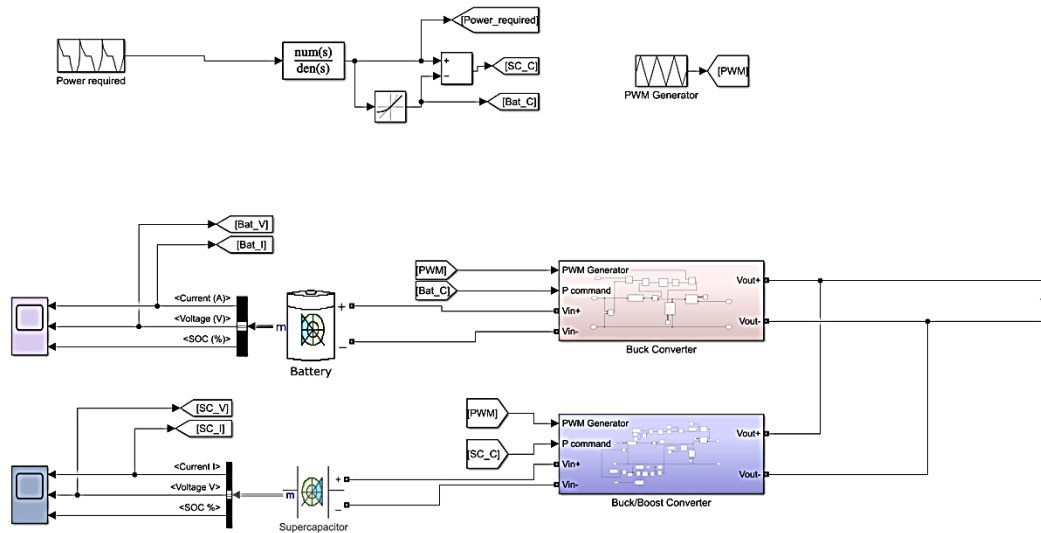 [Power_required]
num(s)
den(s)
+
−
[SC_C]
[Bat_C]
Power required
[PWM]
PWM Generator
[Bat_V]
[Bat_I]
<Current (A)>
<Voltage (V)>
<SOC (%)>
m
+
−
Battery
[PWM]
[Bat_C]
PWM Generator
P command
Vin+
Vin-
Vout+
Vout-
Buck Converter
[SC_V]
[SC_I]
<Current I>
<Voltage V>
<SOC %>
m
+
−
Supercapacitor
[PWM]
[SC_C]
PWM Generator
P command
Vin+
Vin-
Vout+
Vout-
Buck/Boost Converter